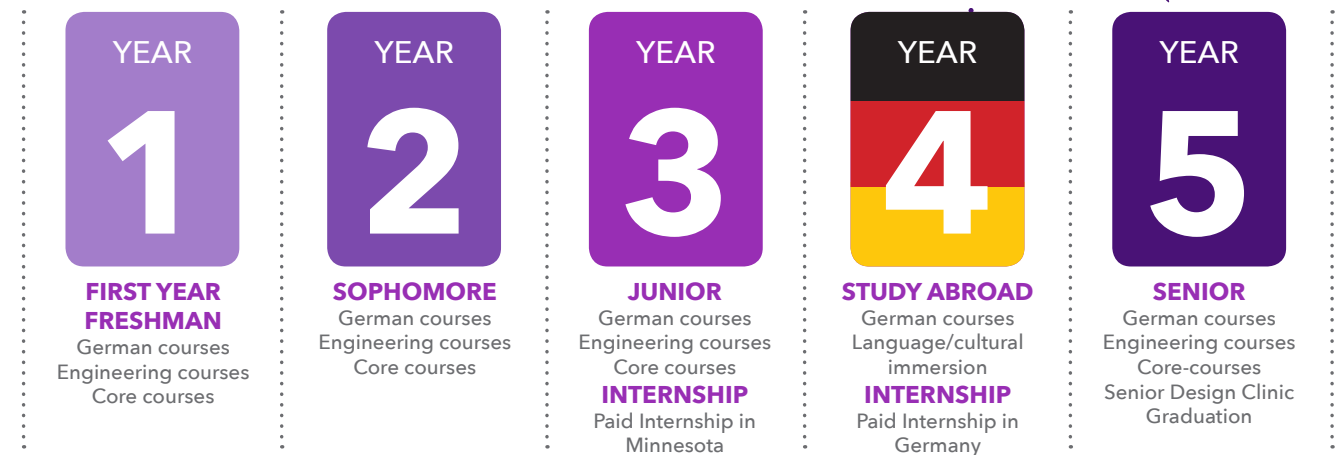 YEAR
1
FIRST YEAR
FRESHMAN
German courses
Engineering courses
Core courses
YEAR
2
SOPHOMORE
German courses
Engineering courses
Core courses
YEAR
3
JUNIOR
German courses
Engineering courses
Core courses
INTERNSHIP
Paid Internship in
Minnesota
YEAR
4
STUDY ABROAD
German courses
Language/cultural
immersion
INTERNSHIP
Paid Internship in
Germany
YEAR
5
SENIOR
German courses
Engineering courses
Core-courses
Senior Design Clinic
Graduation